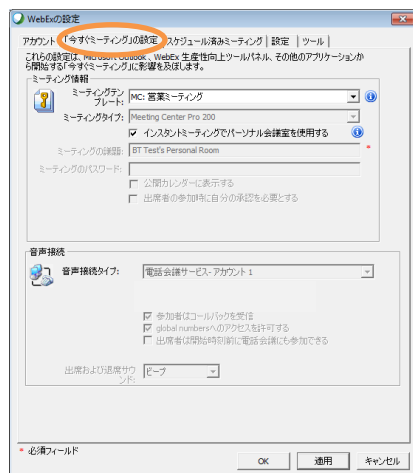 WebExの設定
アカウント 「今すぐミーティング」の設定 スケジュール済みミーティング 設定 ツール
これらの設定は、Microsoft Outlook、WebEx 生産性向上ツールパネル、その他のアプリケーションか
ら開始する「今すぐミーティング」に影響を及ぼします。
ミーティング情報
ミーティングテン
プレート: MC: 営業ミーティング
ミーティングタイプ: Meeting Center Pro 200
インスタントミーティングでパーソナル会議室を使用する
ミーティングの議題: BT Test's Personal Room *
ミーティングのパスワード:
公開カレンダーに表示する
出席者の参加時に自分の承認を必要とする
音声接続
音声接続タイプ: 電話会議サービス- アカウント 1
参加者はコールバックを受信
global numbersへのアクセスを許可する
出席者は開始時刻前に電話会議にも参加できる
出席および退席サウ
ンド: ビープ
* 必須フィールド
OK 適用 キャンセル